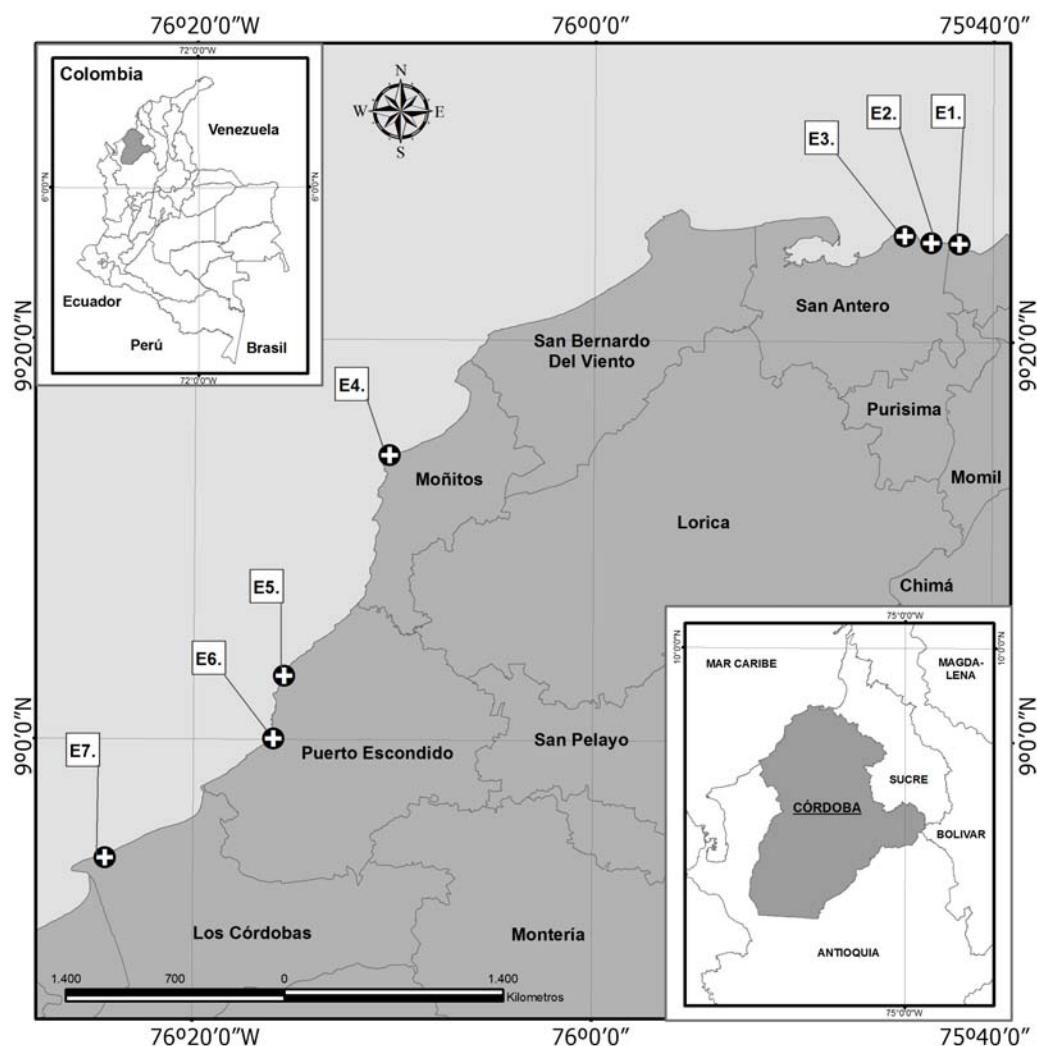 76º20'0"W
76º0'0"
75º40'0"
72º0'0"W
Colombia
Venezuela
6º0'0"N
6º0'0"N
Ecuador
Perú
Brasil
72º0'0"W
N
W
E
S
E1.
E2.
E3.
San Antero
9º20'0"N
9º20'0"N
San Bernardo
Del Viento
E4.
Purisima
Moñitos
Momil
Lorica
Chimá
E5.
E6.
E7.
9º0'0"N
9º0'0"N
Puerto Escondido
San Pelayo
Los Córdobas
Montería
1.400
700
0
1.400
Kilometros
75º0'0"W
10º0'0"N
10º0'0"N
MAR CARIBE
MAGDA-
LENA
SUCRE
CÓRDOBA
BOLIVAR
ANTIOQUIA
75º0'0"W
76º20'0"W
76º0'0"
75º40'0"